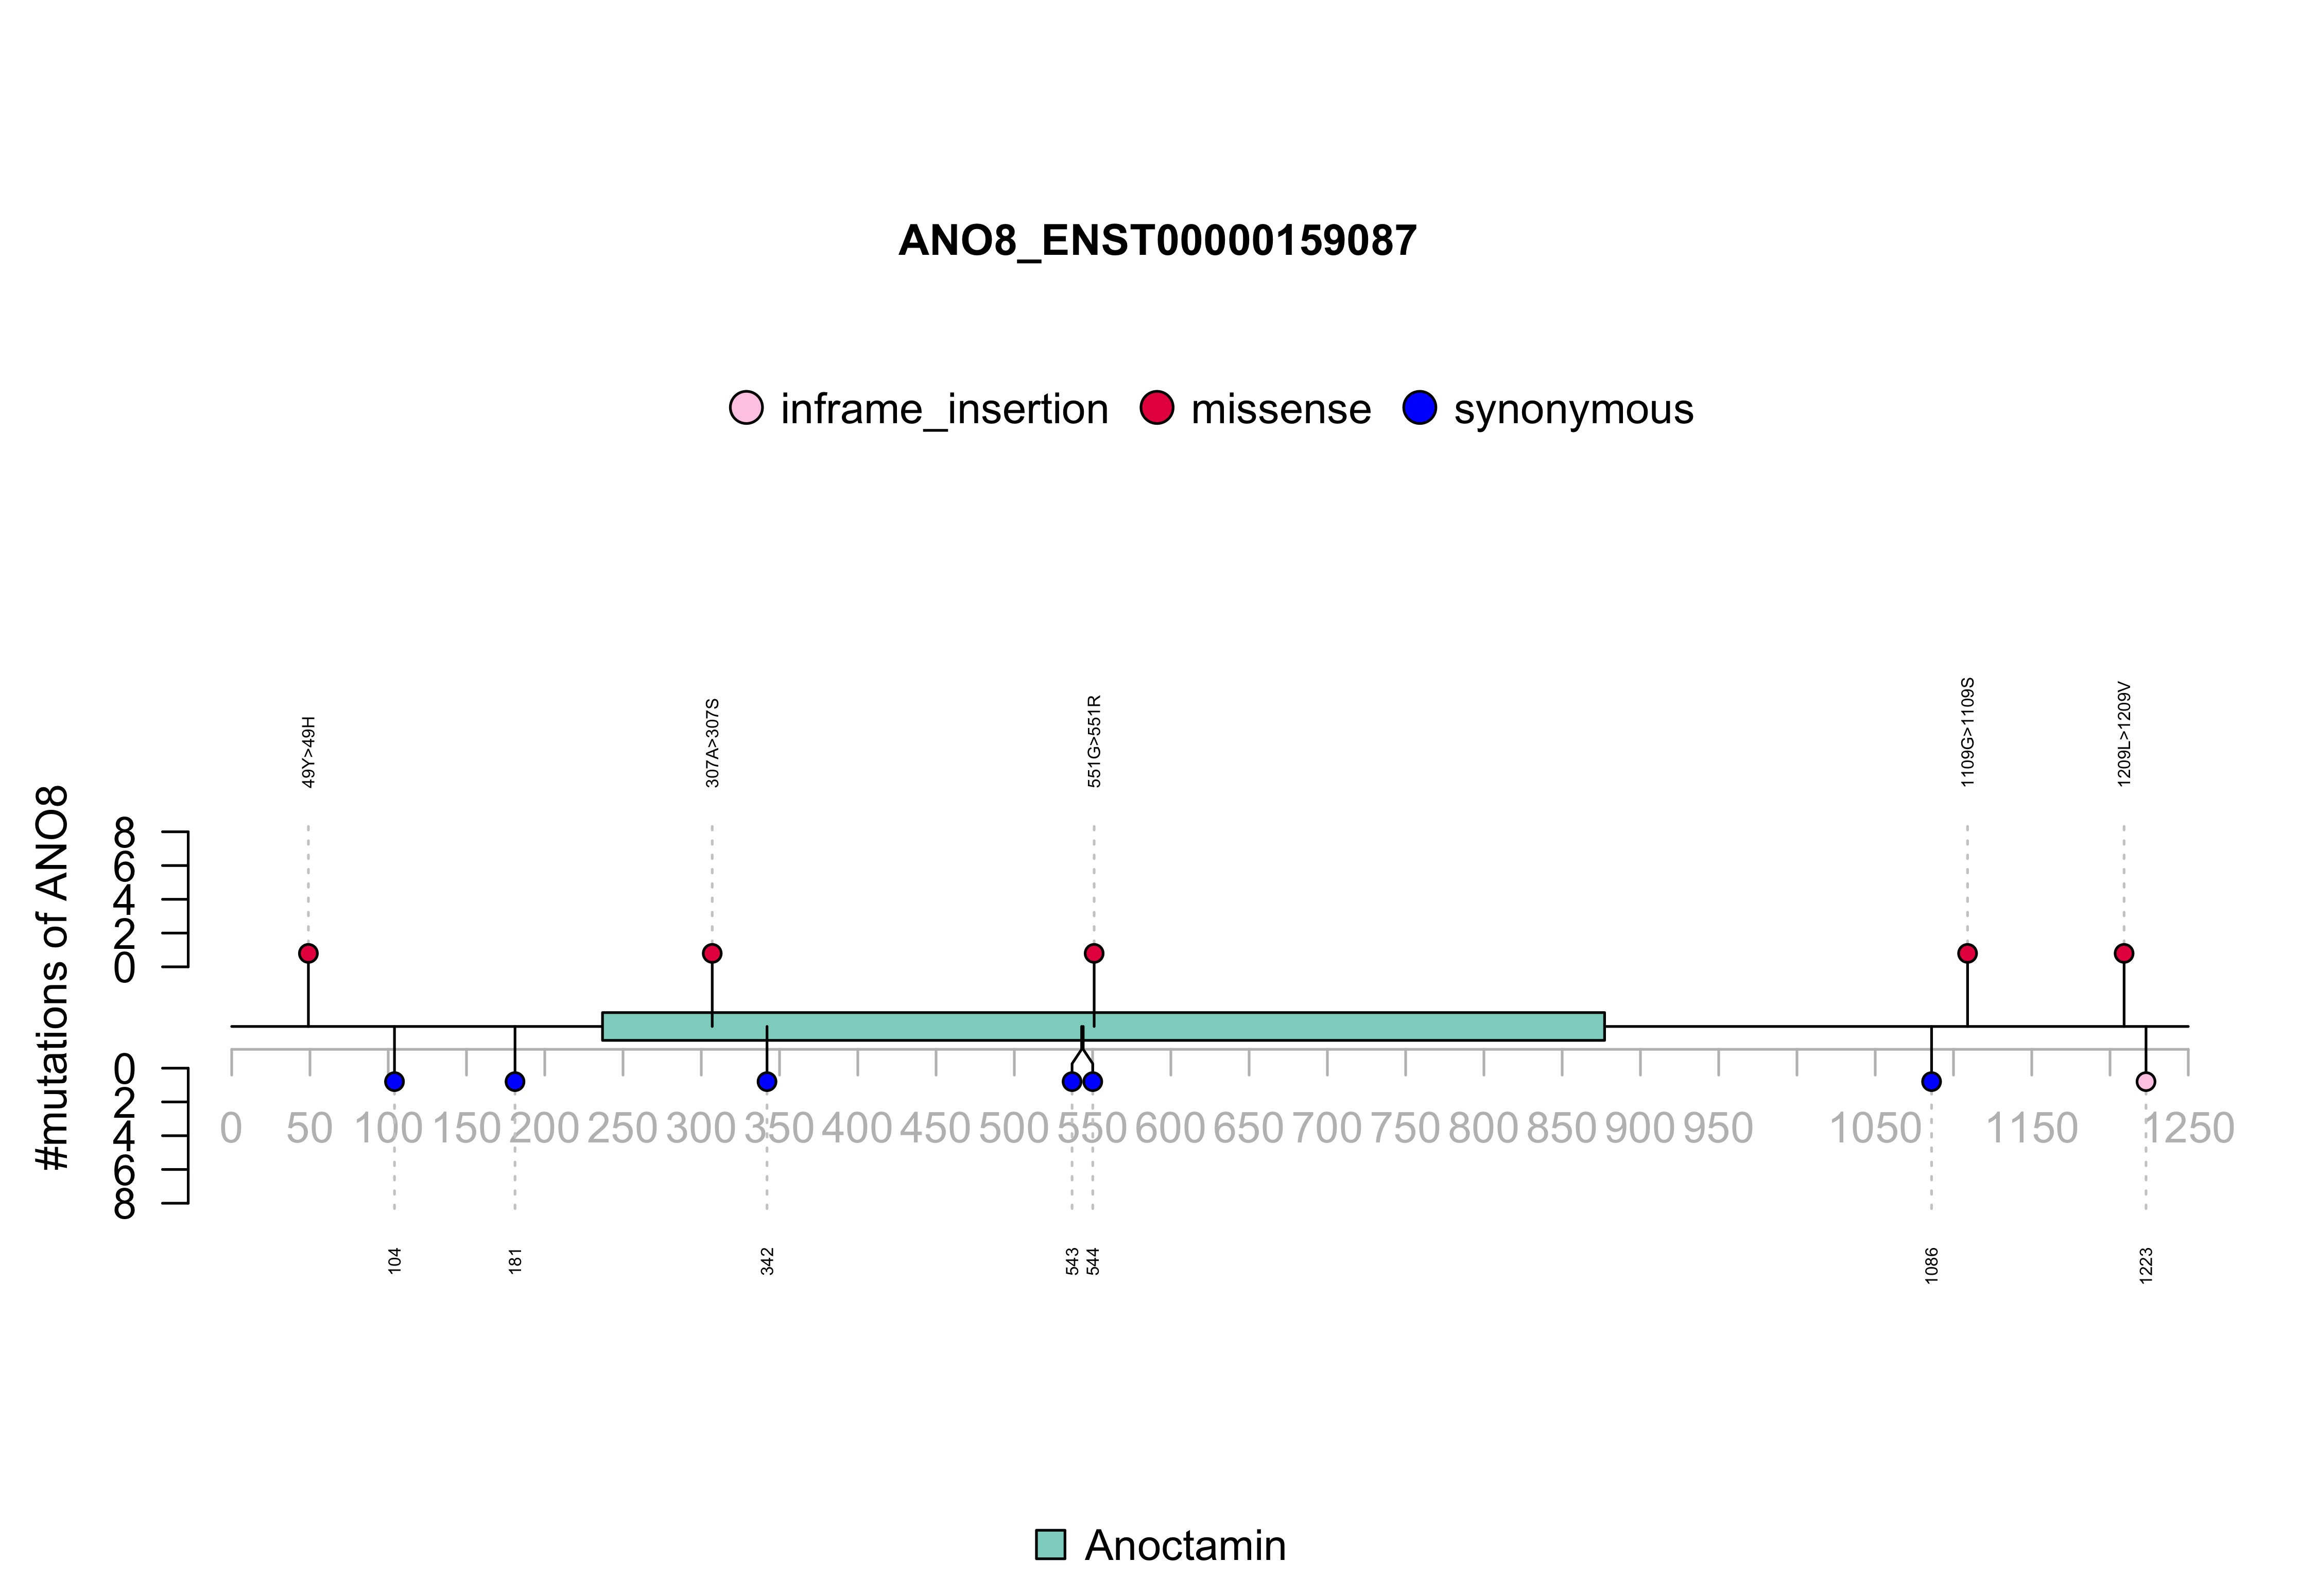 ANO8_ENST00000159087
inframe_insertion missense synonymous
49Y>49H 307A>307S 551G>551R 1109G>1109S 1209L>1209V
#mutations of ANO8
8
6
4
2
0
0
2
4
6
8
0 50 100 150 200 250 300 350 400 450 500 550 600 650 700 750 800 850 900 950 1050 1150 1250
104 181 342 543 544 1086 1223
Anoctamin